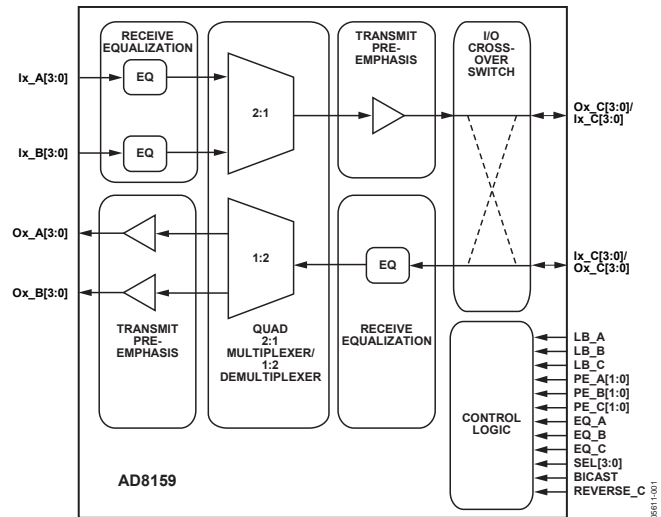 RECEIVE
EQUALIZATION
TRANSMIT
PRE-
EMPHASIS
I/O
CROSS-
OVER
SWITCH
Ix_A[3:0]
EQ
2:1
Ox_C[3:0]/
Ix_C[3:0]
Ix_B[3:0]
EQ
Ox_A[3:0]
1:2
EQ
Ix_C[3:0]/
Ox_C[3:0]
Ox_B[3:0]
TRANSMIT
PRE-
EMPHASIS
QUAD
2:1
MULTIPLEXER/
1:2
DEMULTIPLEXER
RECEIVE
EQUALIZATION
CONTROL
LOGIC
LB_A
LB_B
LB_C
PE_A[1:0]
PE_B[1:0]
PE_C[1:0]
EQ_A
EQ_B
EQ_C
SEL[3:0]
BICAST
REVERSE_C
AD8159
05611-001